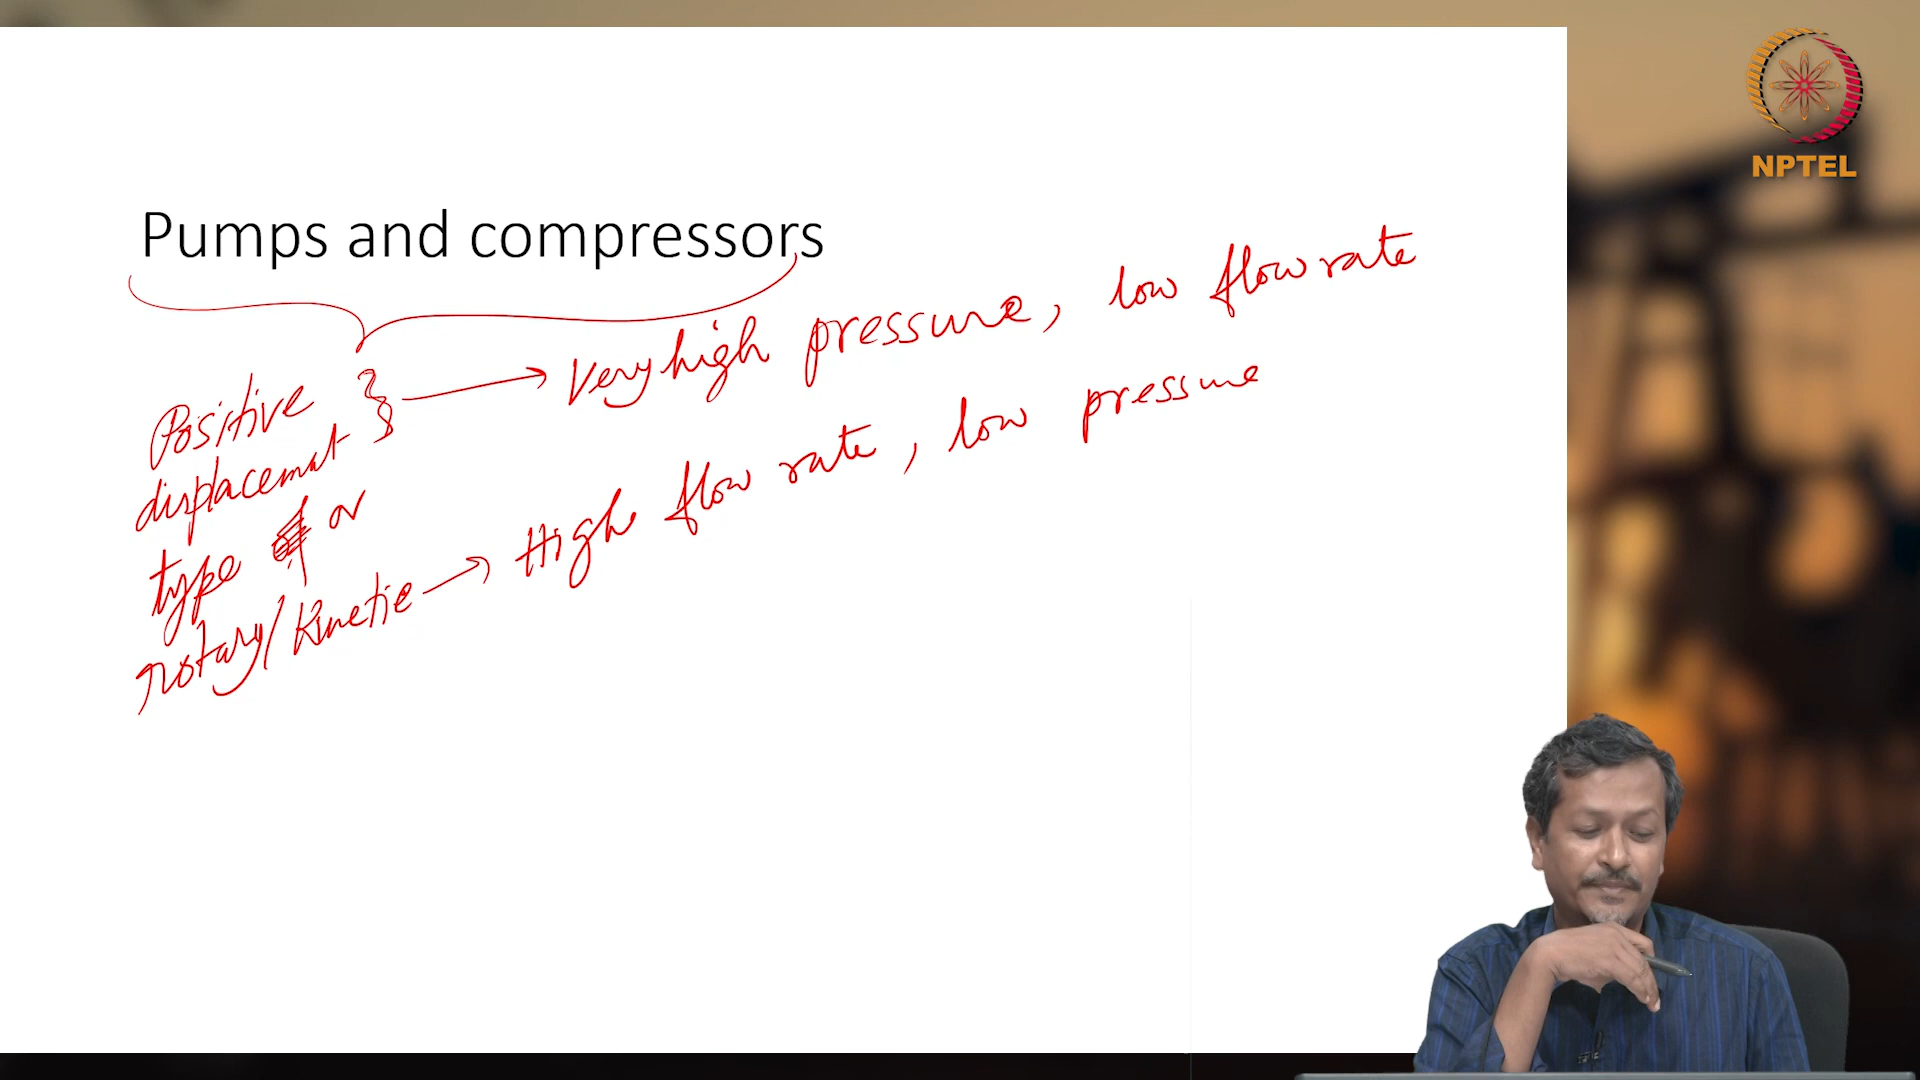 NPTEL
Pumps and compressors
Positive
displacemat
type or
rotary/Kinetic → High flow rate, low pressure
→ Very high pressure, low flow rate